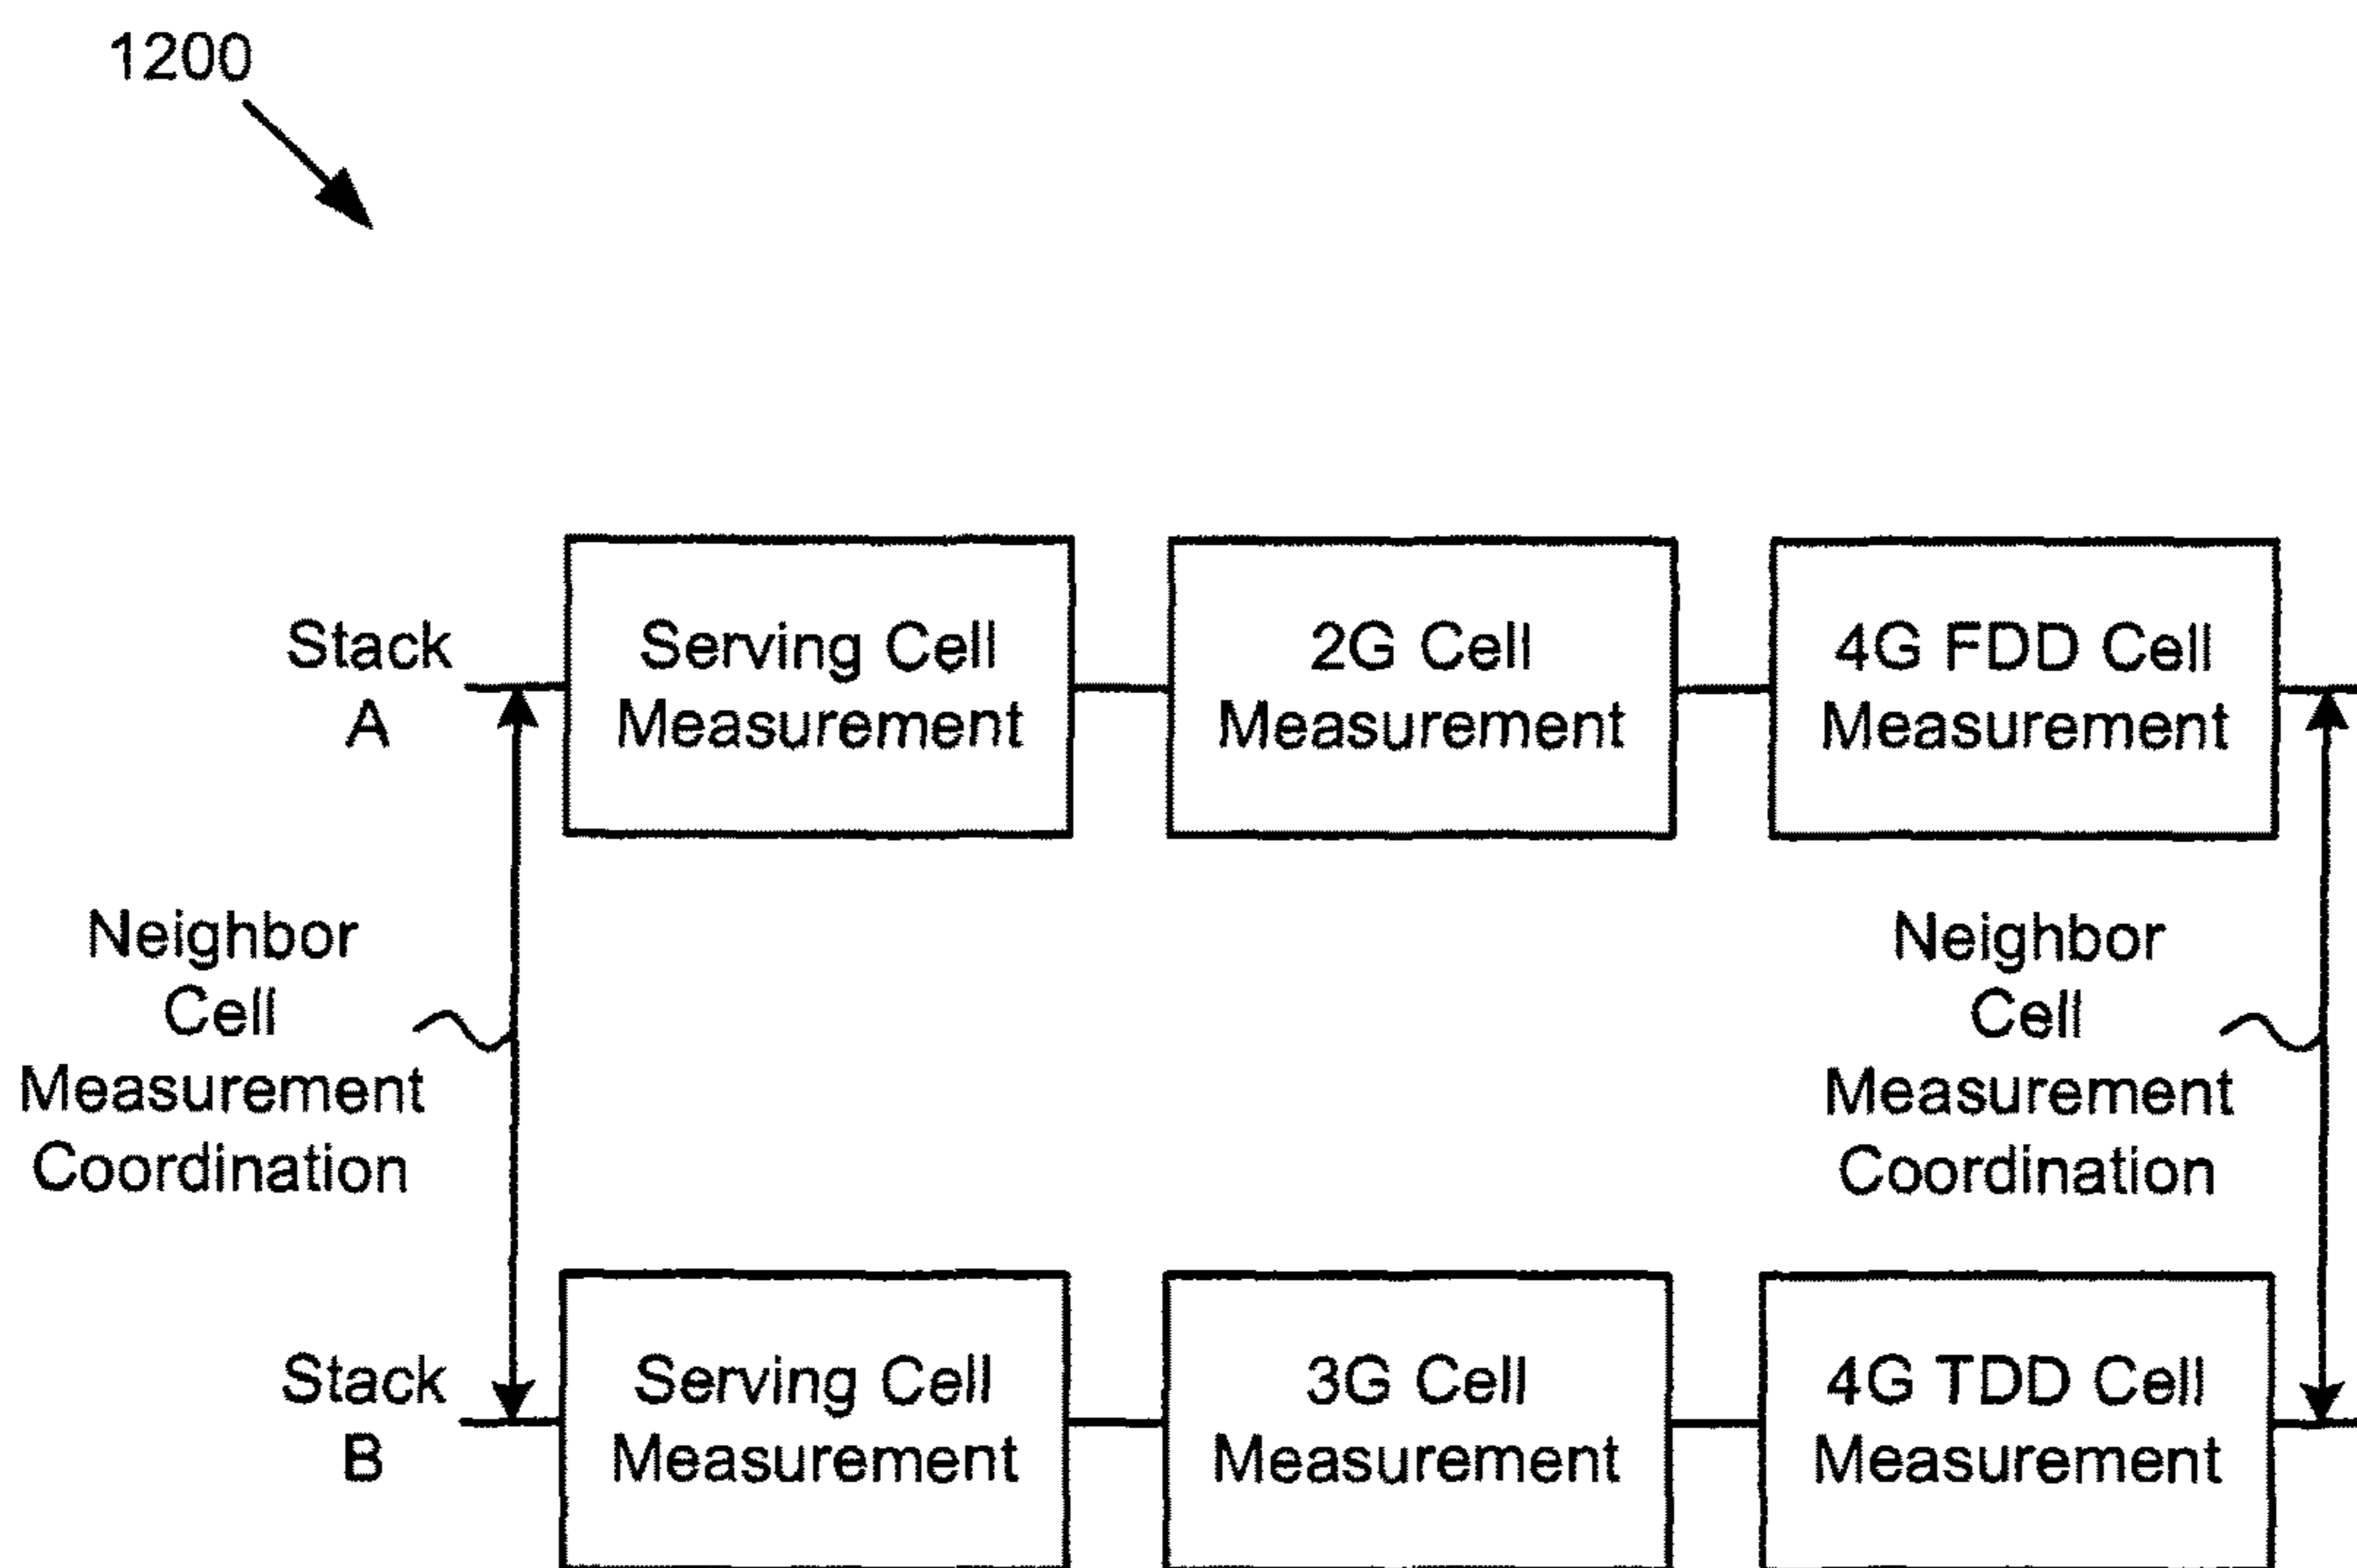 1200
Stack
A
Serving Cell
Measurement
2G Cell
Measurement
4G FDD Cell
Measurement
Neighbor
Cell
Measurement
Coordination
Neighbor
Cell
Measurement
Coordination
Stack
B
Serving Cell
Measurement
3G Cell
Measurement
4G TDD Cell
Measurement